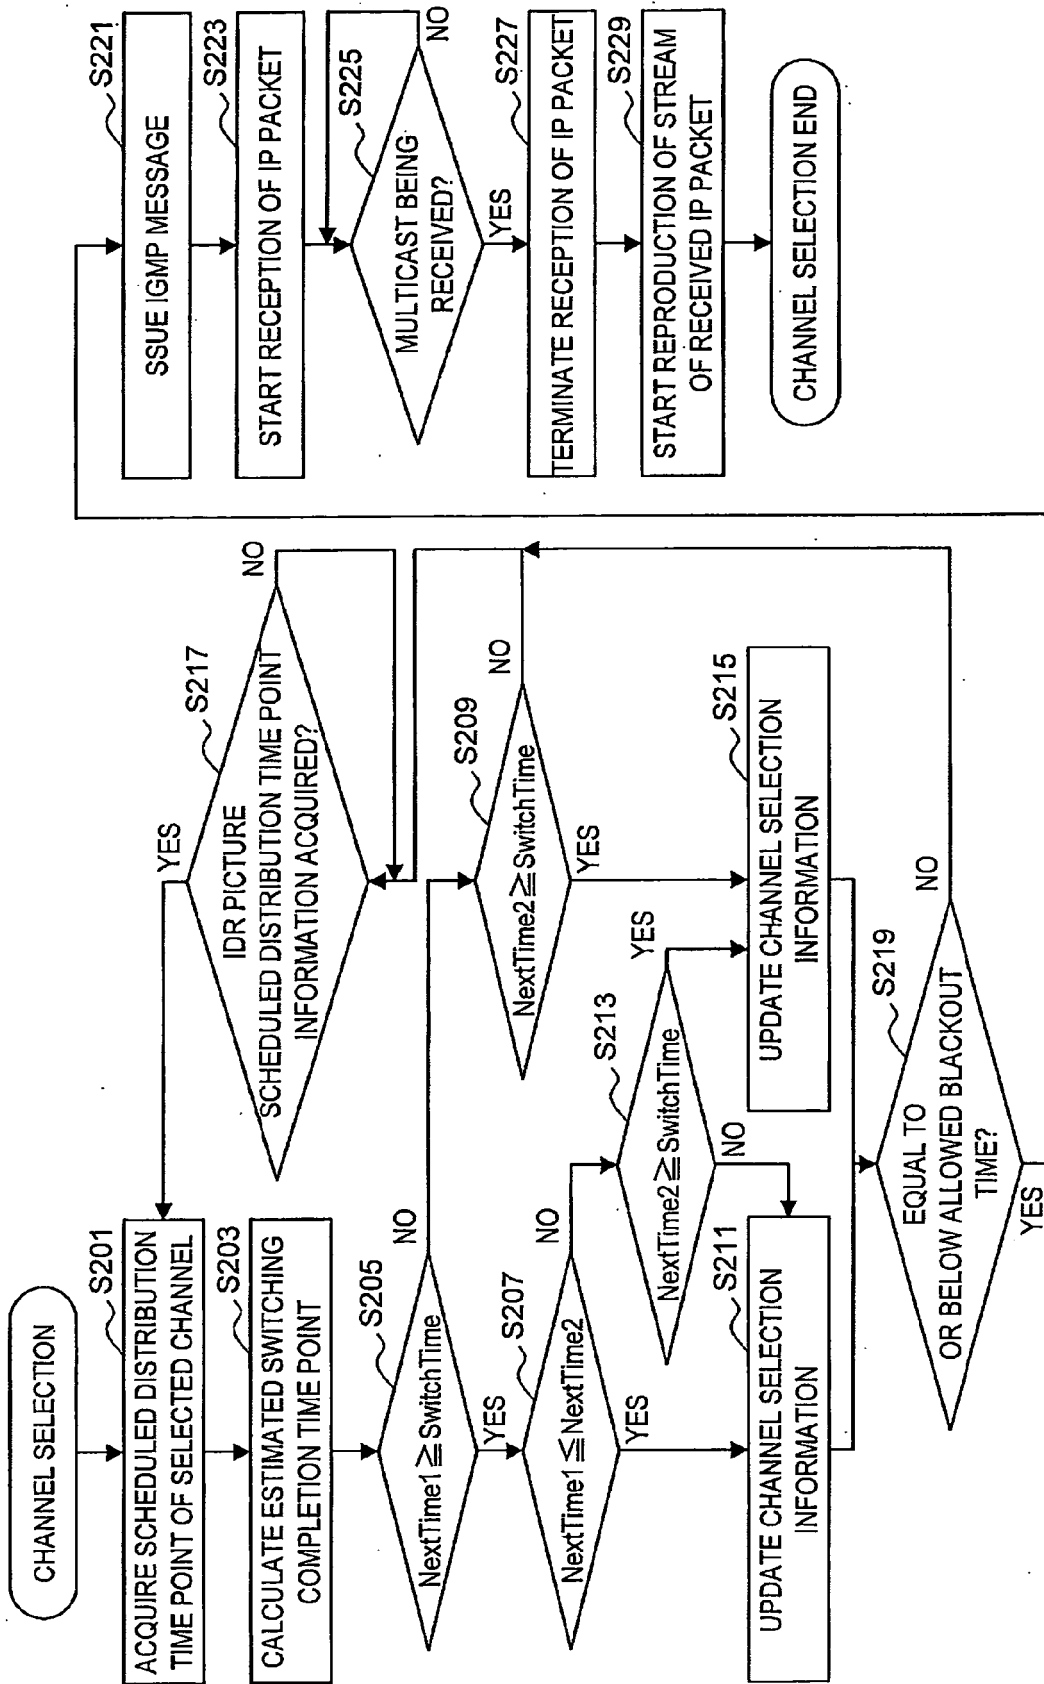 CHANNEL SELECTION
S201
ACQUIRE SCHEDULED DISTRIBUTION
TIME POINT OF SELECTED CHANNEL
S203
CALCULATE ESTIMATED SWITCHING
COMPLETION TIME POINT
S205
NextTime1≧SwitchTime
NO
YES
S207
NextTime1≦NextTime2
NO
YES
S211
UPDATE CHANNEL SELECTION
INFORMATION
S213
NextTime2≧SwitchTime
YES
NO
S209
NextTime2≧SwitchTime
NO
YES
S215
UPDATE CHANNEL SELECTION
INFORMATION
S217
IDR PICTURE
SCHEDULED DISTRIBUTION TIME POINT
INFORMATION ACQUIRED?
YES
NO
S219
EQUAL TO
OR BELOW ALLOWED BLACKOUT
TIME?
NO
YES
S221
SSUE IGMP MESSAGE
S223
START RECEPTION OF IP PACKET
S225
MULTICAST BEING
RECEIVED?
NO
YES
S227
TERMINATE RECEPTION OF IP PACKET
S229
START REPRODUCTION OF STREAM
OF RECEIVED IP PACKET
CHANNEL SELECTION END